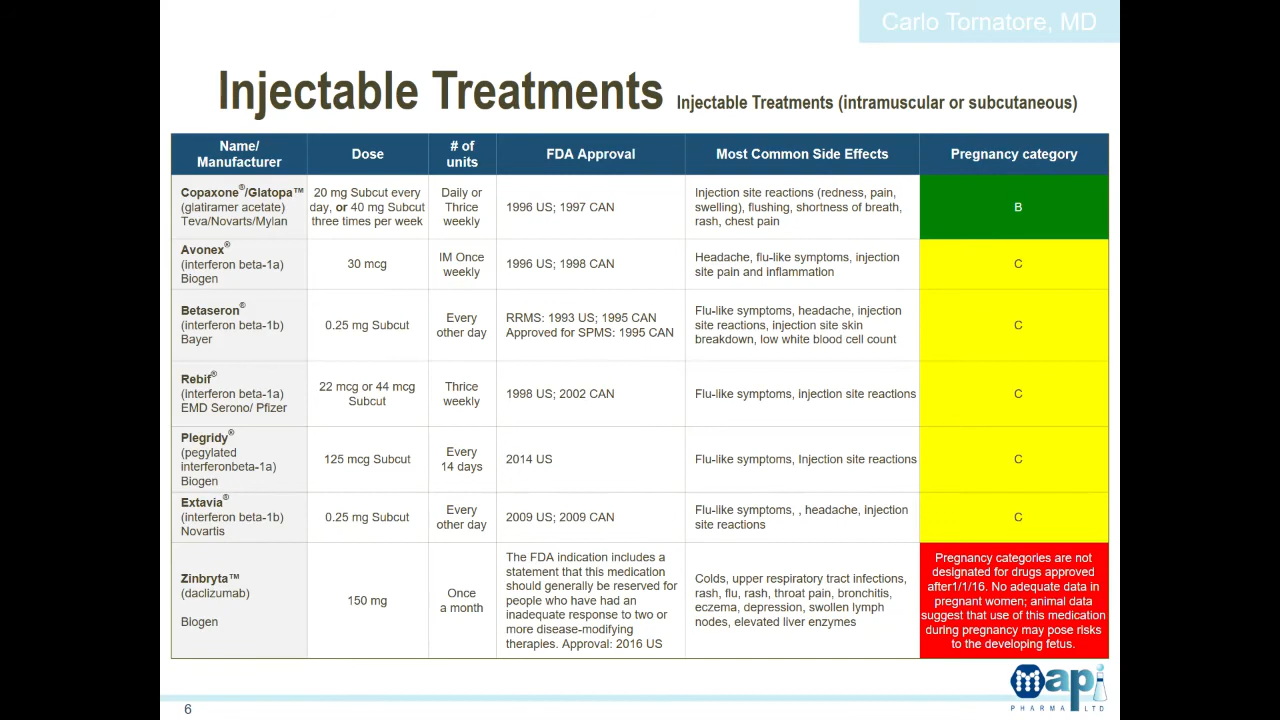 Carlo Tornatore, MD
Injectable Treatments Injectable Treatments (intramuscular or subcutaneous)
Name/
Manufacturer
Dose
# of
units
FDA Approval
Most Common Side Effects
Pregnancy category
Copaxone®/Glatopa™
(glatiramer acetate)
Teva/Novarts/Mylan
20 mg Subcut every
day, or 40 mg Subcut
three times per week
Daily or
Thrice
weekly
1996 US; 1997 CAN
Injection site reactions (redness, pain,
swelling), flushing, shortness of breath,
rash, chest pain
B
Avonex®
(interferon beta-1a)
Biogen
30 mcg
IM Once
weekly
1996 US; 1998 CAN
Headache, flu-like symptoms, injection
site pain and inflammation
C
Betaseron®
(interferon beta-1b)
Bayer
0.25 mg Subcut
Every
other day
RRMS: 1993 US; 1995 CAN
Approved for SPMS: 1995 CAN
Flu-like symptoms, headache, injection
site reactions, injection site skin
breakdown, low white blood cell count
C
Rebif®
(interferon beta-1a)
EMD Serono/ Pfizer
22 mcg or 44 mcg
Subcut
Thrice
weekly
1998 US; 2002 CAN
Flu-like symptoms, injection site reactions
C
Plegridy®
(pegylated
interferonbeta-1a)
Biogen
125 mcg Subcut
Every
14 days
2014 US
Flu-like symptoms, Injection site reactions
C
Extavia®
(interferon beta-1b)
Novartis
0.25 mg Subcut
Every
other day
2009 US; 2009 CAN
Flu-like symptoms, , headache, injection
site reactions
C
Zinbryta™
(daclizumab)
Biogen
150 mg
Once
a month
The FDA indication includes a
statement that this medication
should generally be reserved for
people who have had an
inadequate response to two or
more disease-modifying
therapies. Approval: 2016 US
Colds, upper respiratory tract infections,
rash, flu, rash, throat pain, bronchitis,
eczema, depression, swollen lymph
nodes, elevated liver enzymes
Pregnancy categories are not
designated for drugs approved
after1/1/16. No adequate data in
pregnant women; animal data
suggest that use of this medication
during pregnancy may pose risks
to the developing fetus.
6
mapi
PHARMA LTD